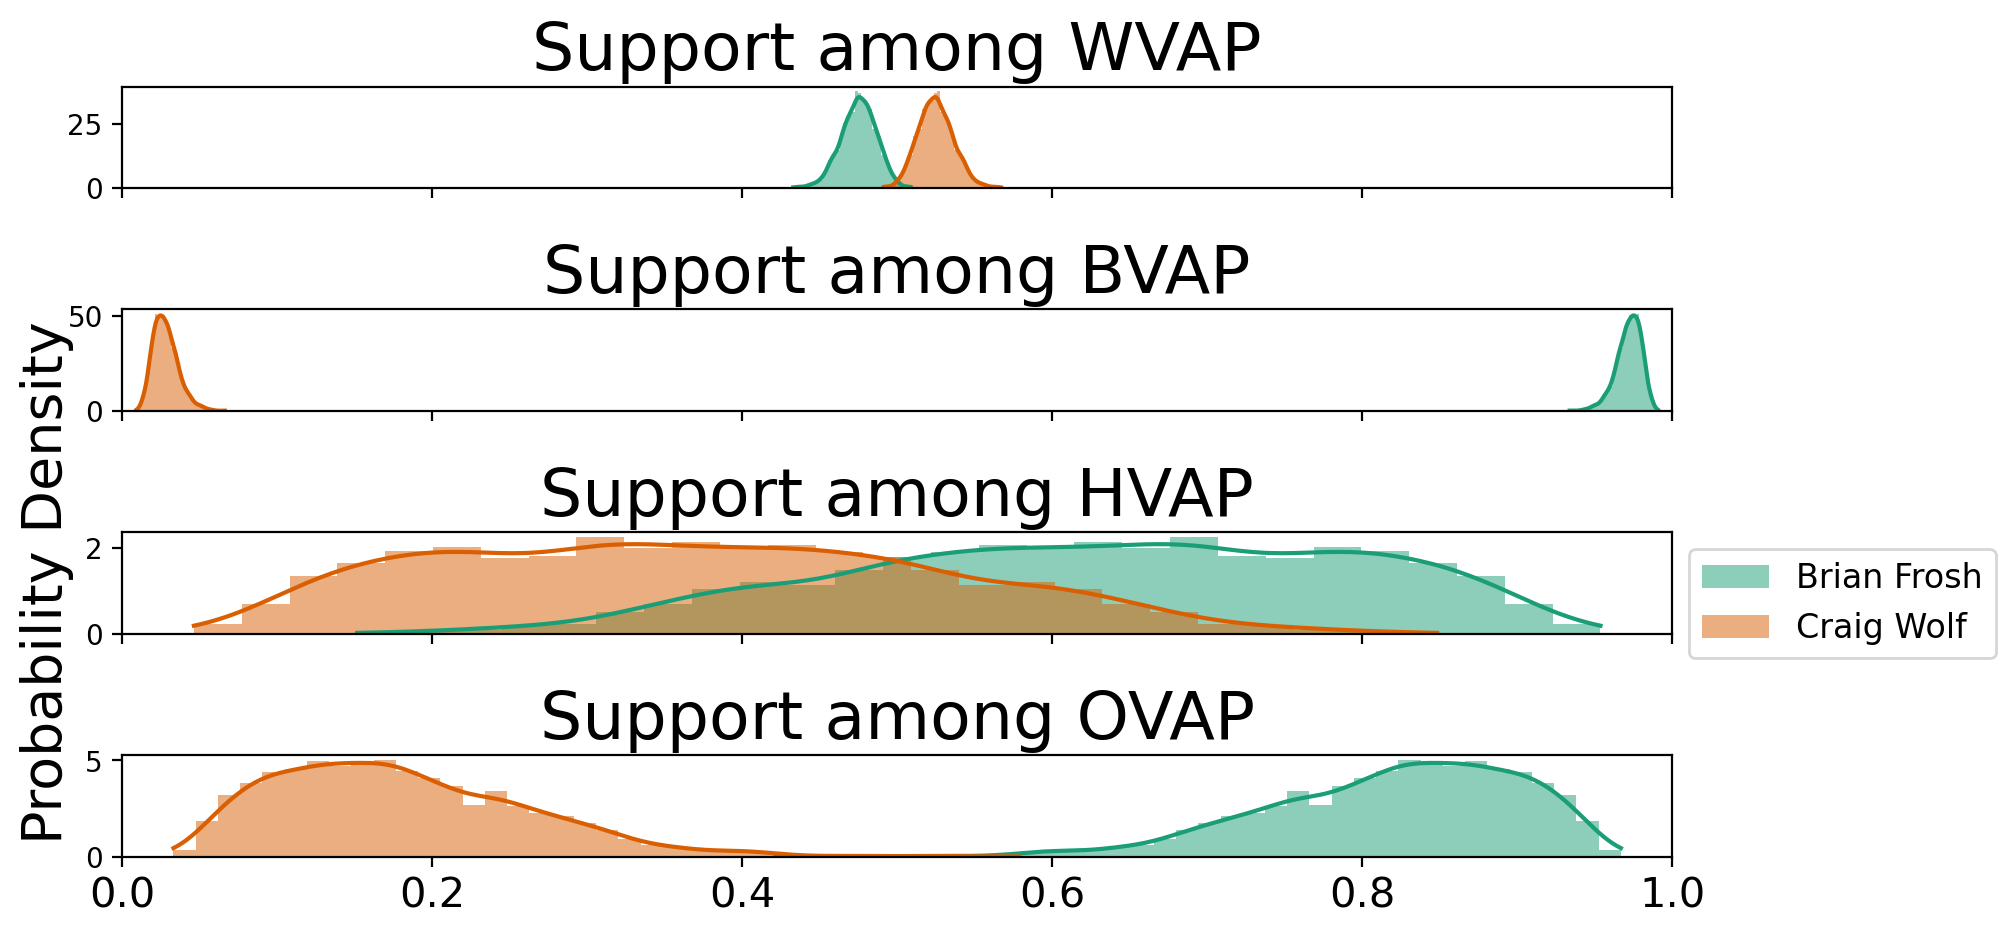 Support among WVAP
25
0
Support among BVAP
50
0
Support among HVAP
2
0
Support among OVAP
5
0
0.0 0.2 0.4 0.6 0.8 1.0
Probability Density
Brian Frosh
Craig Wolf